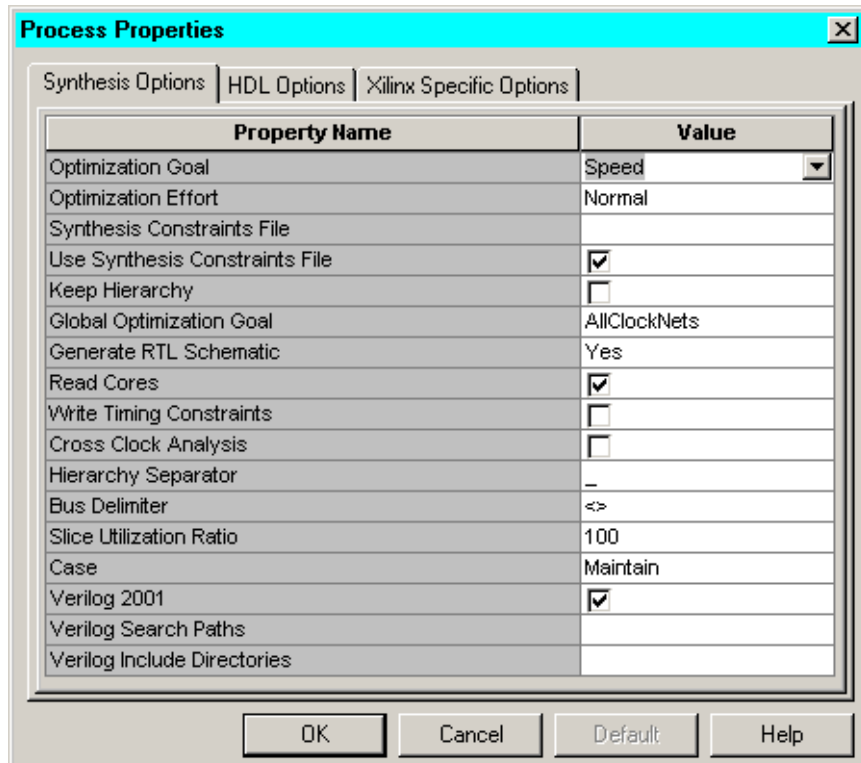 Process Properties
Synthesis Options HDL Options Xilinx Specific Options
Property Name Value
Optimization Goal Speed
Optimization Effort Normal
Synthesis Constraints File
Use Synthesis Constraints File
Keep Hierarchy
Global Optimization Goal AllClockNets
Generate RTL Schematic Yes
Read Cores
Write Timing Constraints
Cross Clock Analysis
Hierarchy Separator _
Bus Delimiter <>
Slice Utilization Ratio 100
Case Maintain
Verilog 2001
Verilog Search Paths
Verilog Include Directories
OK Cancel Default Help